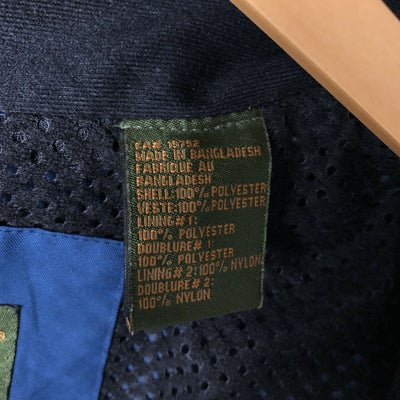 CA# 19792
MADE IN BANGLADESH
FABRIQUE AU
BANGLADESH
SHELL:100% POLYESTER
VESTE:100% POLYESTER
LINING# 1:
100% POLYESTER
DOUBLURE# 1:
100% POLYESTER
LINING# 2:100% NYLON
DOUBLURE# 2:
100% NYLON